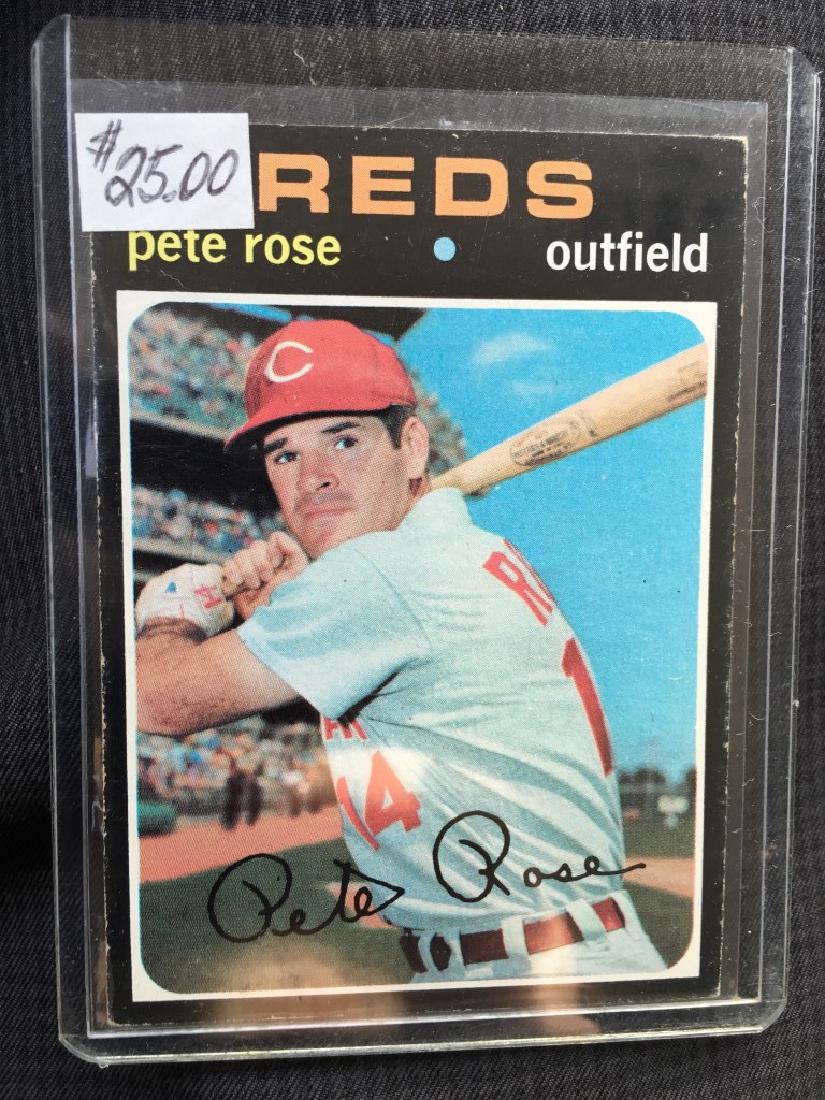 $25.00
REDS
pete rose outfield
C
14
Pete Rose